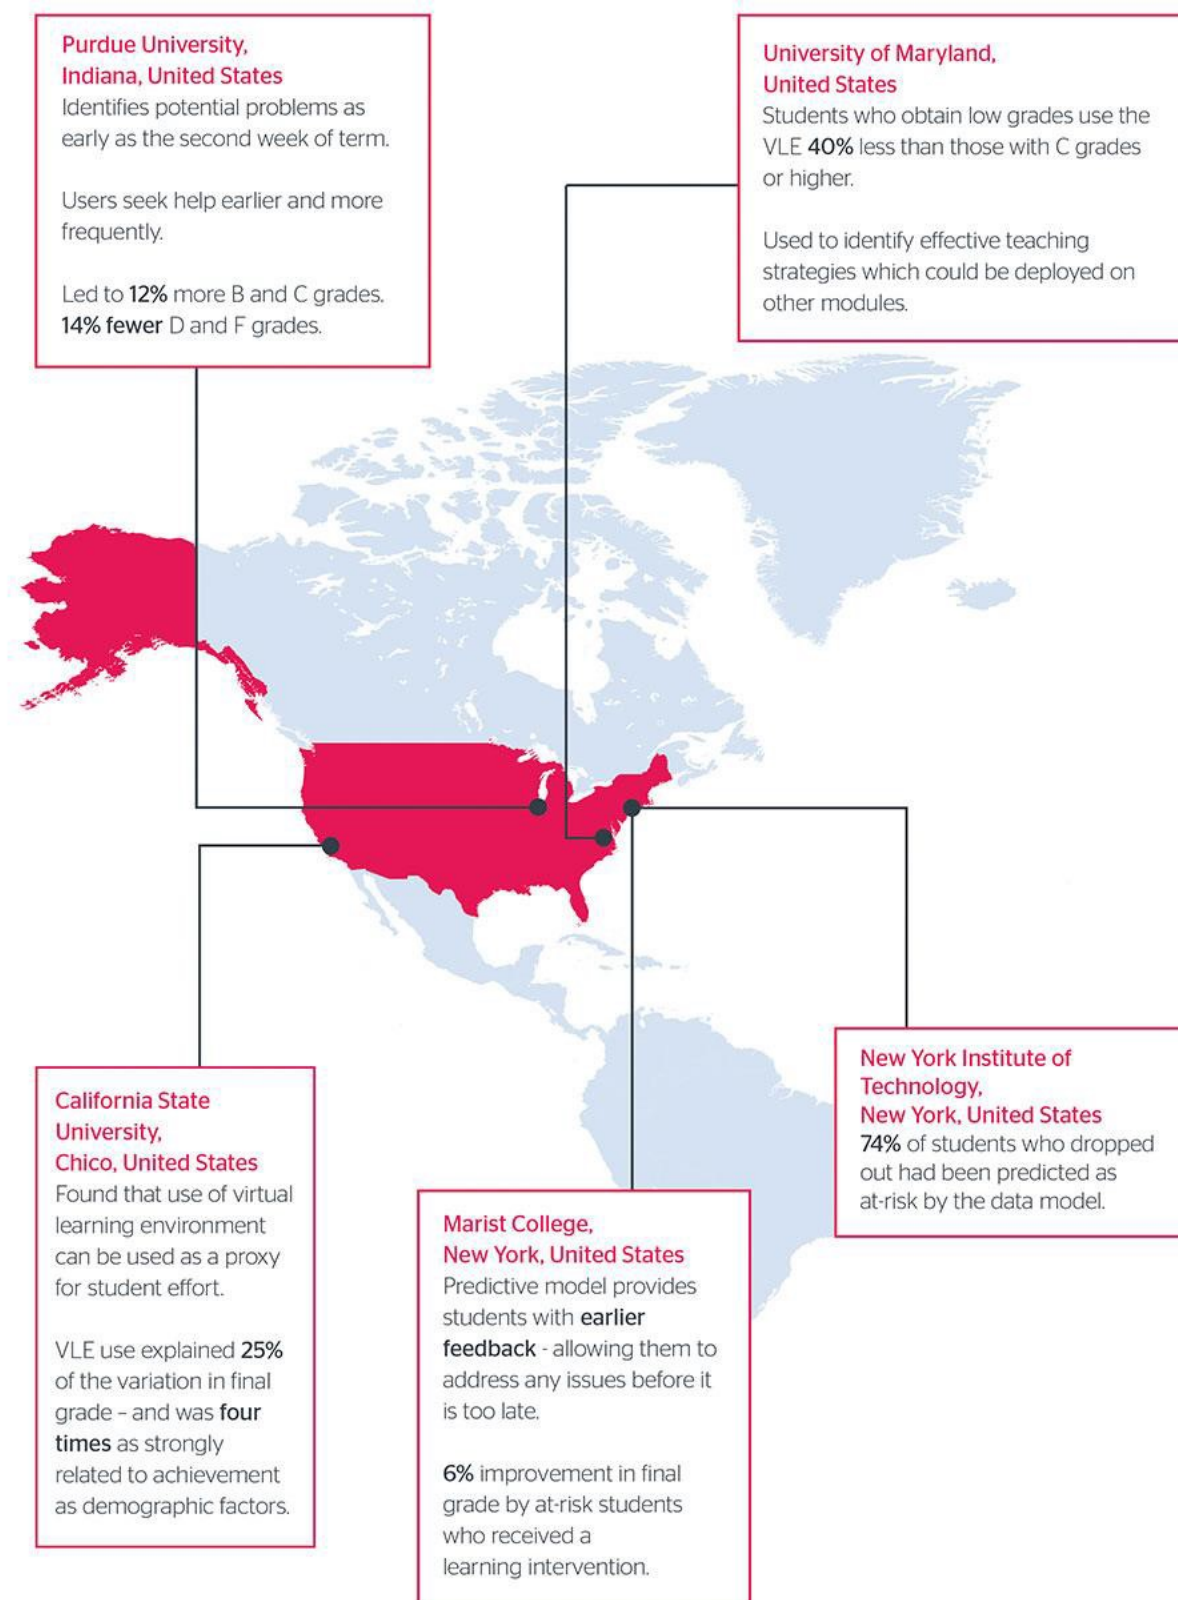 Purdue University,
Indiana, United States
Identifies potential problems as
early as the second week of term.
Users seek help earlier and more
frequently.
Led to 12% more B and C grades.
14% fewer D and F grades.
University of Maryland,
United States
Students who obtain low grades use the
VLE 40% less than those with C grades
or higher.
Used to identify effective teaching
strategies which could be deployed on
other modules.
California State
University,
Chico, United States
Found that use of virtual
learning environment
can be used as a proxy
for student effort.
VLE use explained 25%
of the variation in final
grade – and was four
times as strongly
related to achievement
as demographic factors.
Marist College,
New York, United States
Predictive model provides
students with earlier
feedback - allowing them to
address any issues before it
is too late.
6% improvement in final
grade by at-risk students
who received a
learning intervention.
New York Institute of
Technology,
New York, United States
74% of students who dropped
out had been predicted as
at-risk by the data model.